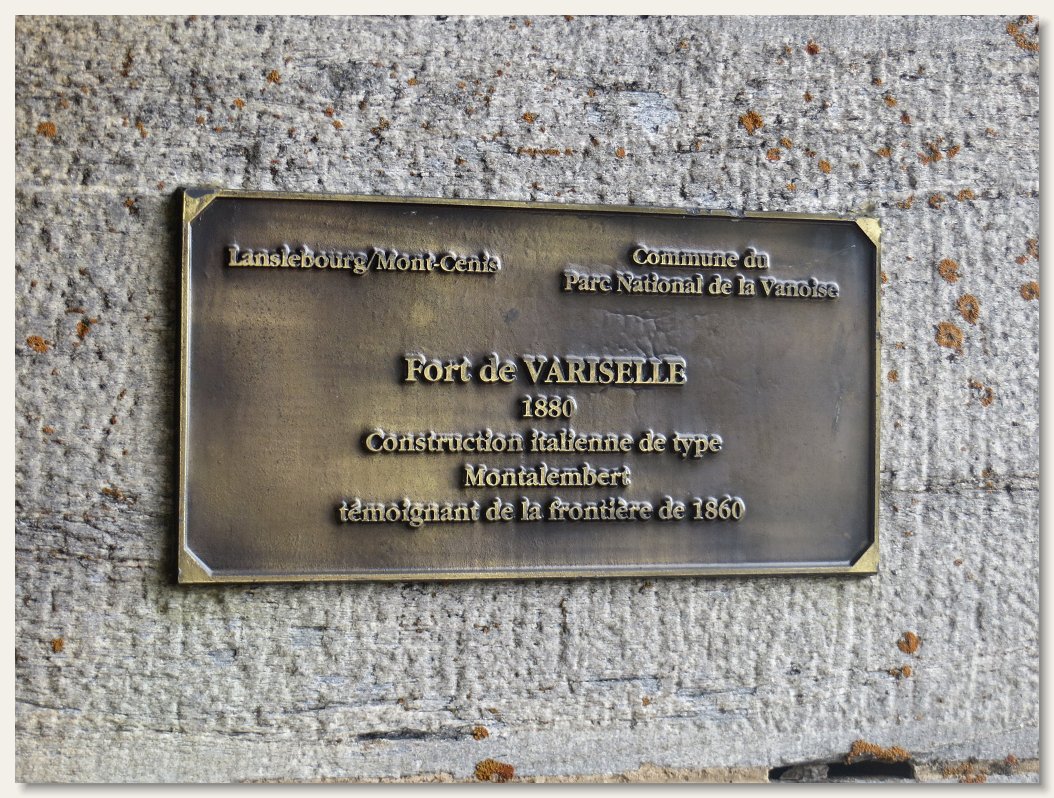 Lanslebourg/Mont-Cenis
Commune du
Parc National de la Vanoise
Fort de VARISELLE
1880
Construction italienne de type
Montalembert
témoignant de la frontière de 1860